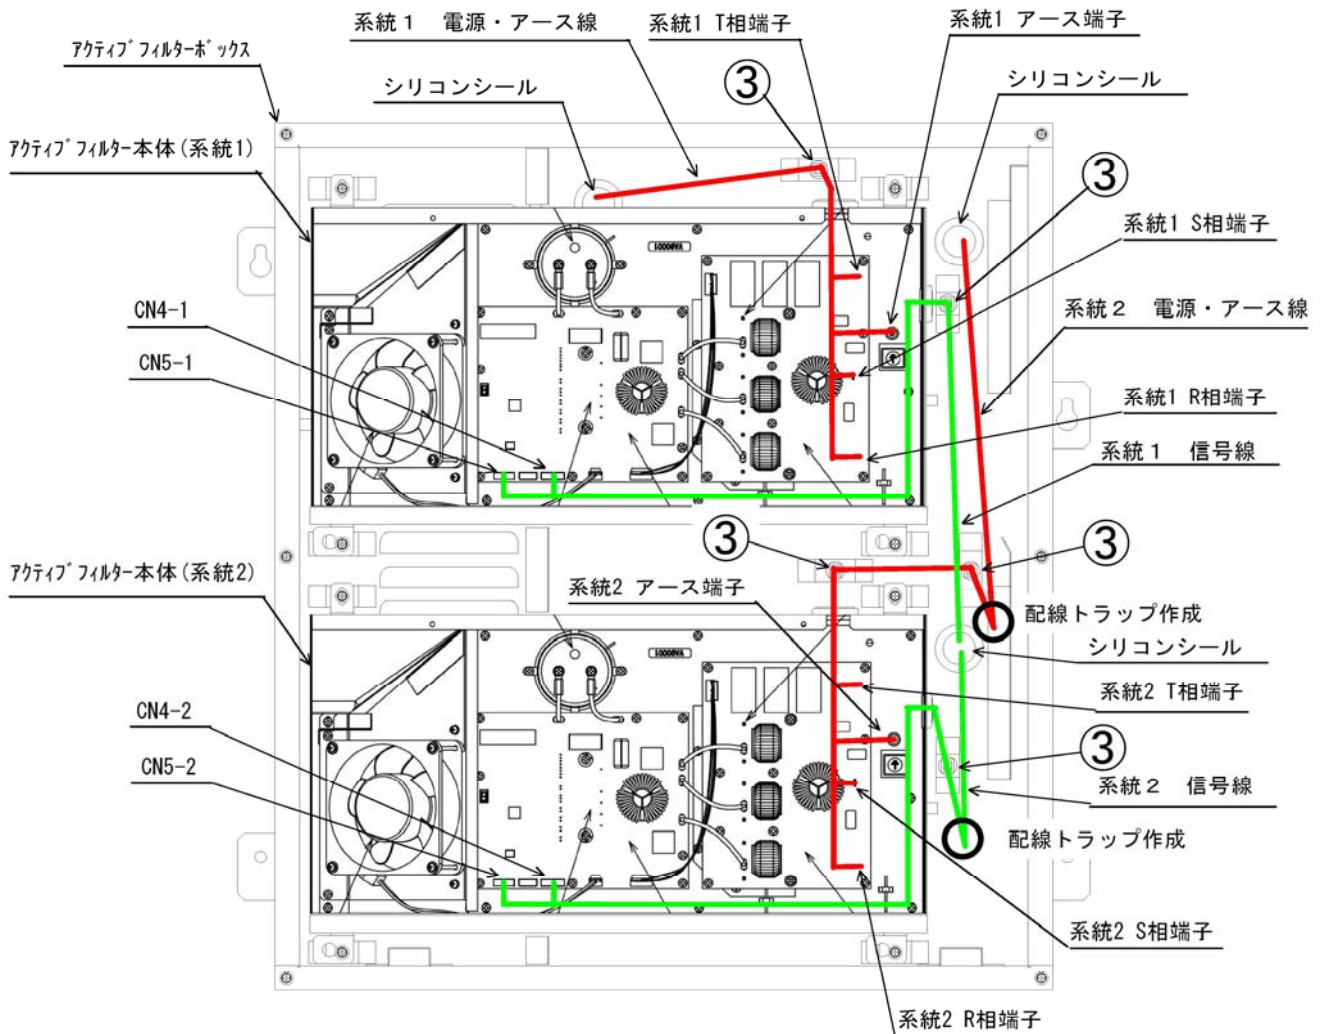 系統１　電源・アース線
系統1 T相端子
系統1 アース端子
アクティブフィルターボックス
シリコンシール
③
シリコンシール
アクティブフィルター本体(系統1)
③
系統1 S相端子
VA90001
CN4-1
系統２　電源・アース線
CN5-1
系統1 R相端子
系統１　信号線
③
③
アクティブフィルター本体(系統2)
系統2 アース端子
配線トラップ作成
シリコンシール
VA90001
系統2 T相端子
CN4-2
③
CN5-2
系統２　信号線
配線トラップ作成
系統2 S相端子
系統2 R相端子